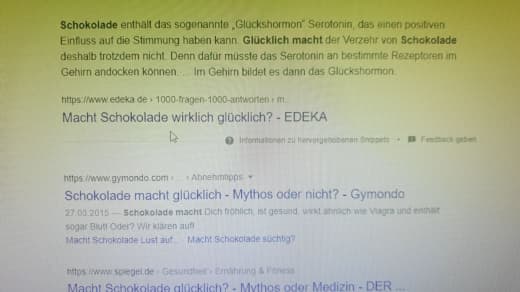 Schokolade enthält das sogenannte „Glückshormon" Serotonin, das einen positiven
Einfluss auf die Stimmung haben kann. Glücklich macht der Verzehr von Schokolade
deshalb trotzdem nicht. Denn dafür müsste das Serotonin an bestimmte Rezeptoren im
Gehirn andocken können. ... Im Gehirn bildet es dann das Glückshormon.
https://www.edeka.de › 1000-fragen-1000-antworten › m...
Macht Schokolade wirklich glücklich? - EDEKA
Informationen zu hervorgehobenen Snippets • Feedback geben
https://www.gymondo.com › ... › Abnehmtipps
Schokolade macht glücklich - Mythos oder nicht? - Gymondo
27.03.2015 — Schokolade macht Dich fröhlich, ist gesund, wirkt ähnlich wie Viagra und enthält
sogar Blut! Oder? Wir klären auf!
Macht Schokolade Lust auf... · Macht Schokolade süchtig?
https://www.spiegel.de › Gesundheit › Ernährung & Fitness
Macht Schokolade glücklich? - Mythos oder Medizin - DER ...